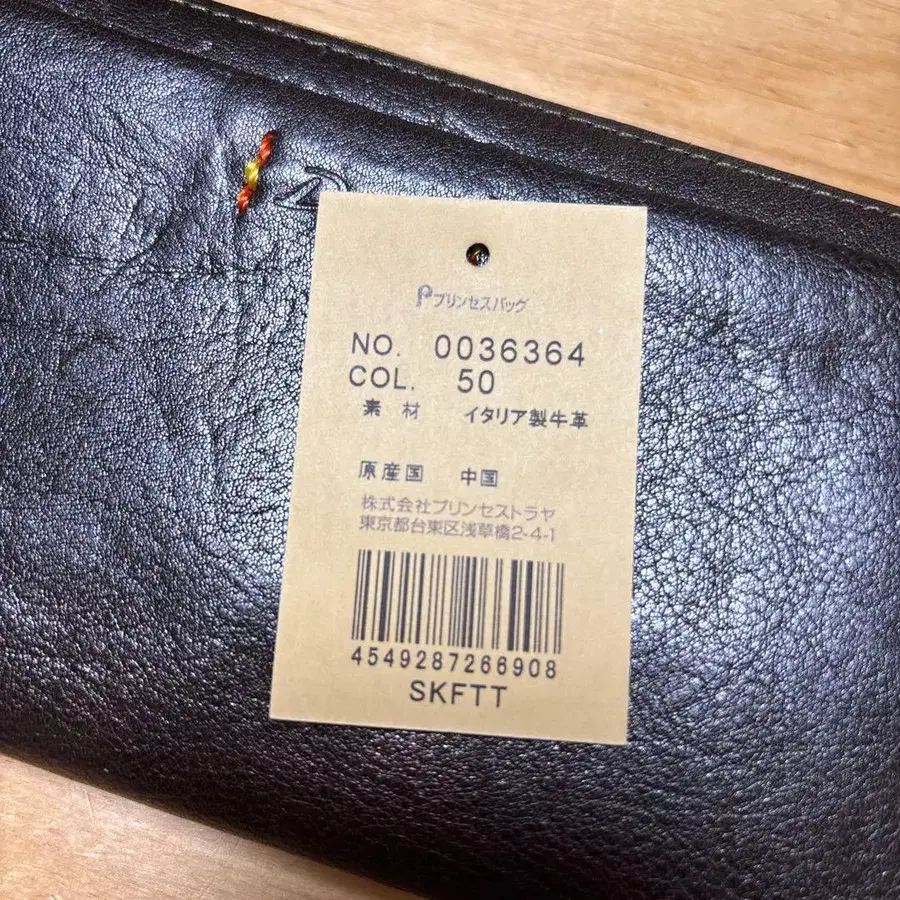 プリンセスバッグ
NO. 0036364
COL. 50
素材 イタリア製牛革
原産国 中国
株式会社プリンセストラヤ
東京都台東区浅草橋2-4-1
4549287266908
SKFTT